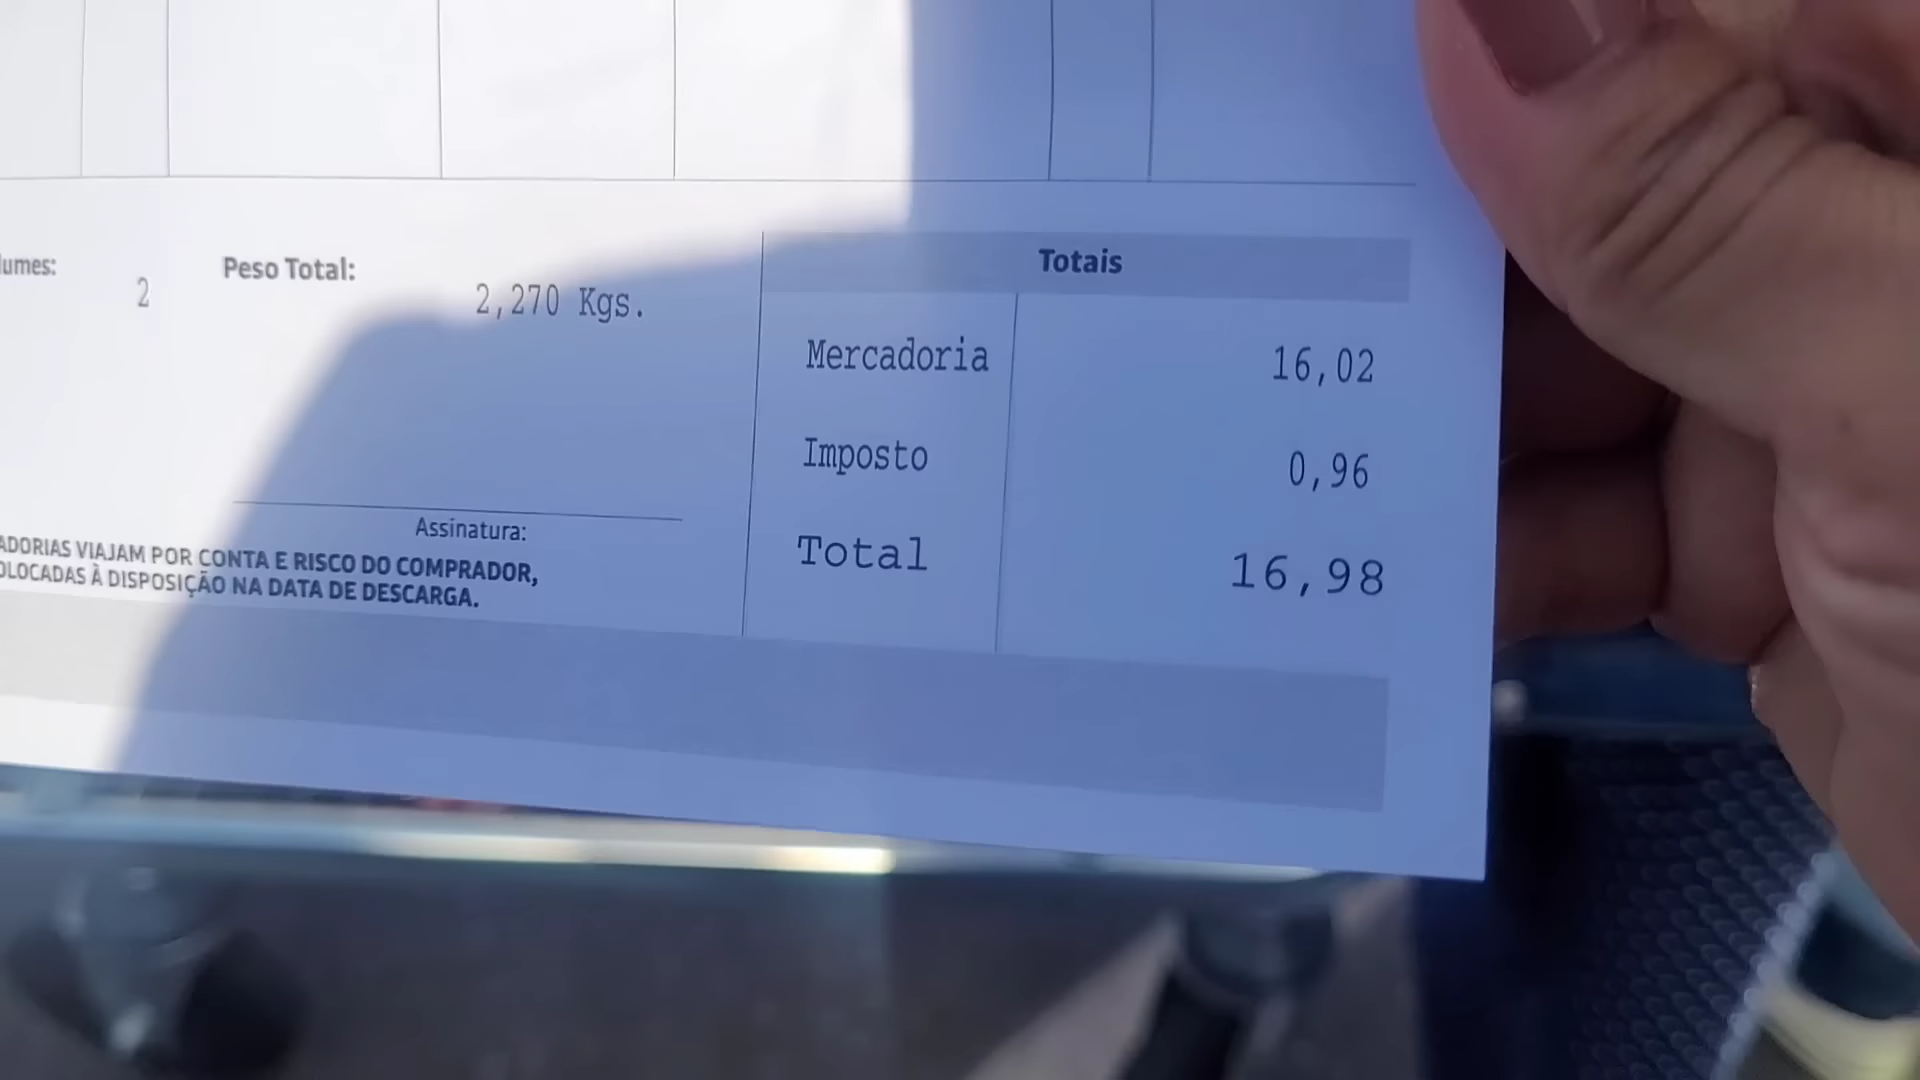 lumes: 2 Peso Total: 2,270 Kgs.
Assinatura:
ADORIAS VIAJAM POR CONTA E RISCO DO COMPRADOR,
OLOCADAS À DISPOSIÇÃO NA DATA DE DESCARGA.
Totais
Mercadoria 16,02
Imposto 0,96
Total 16,98